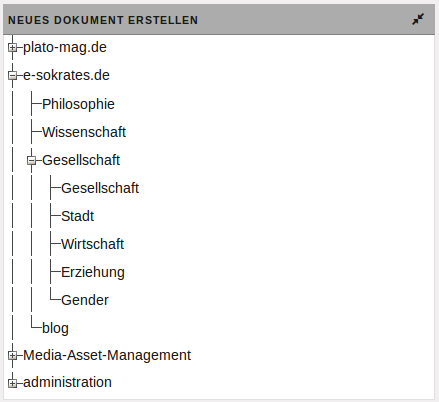 NEUES DOKUMENT ERSTELLEN
plato-mag.de
e-sokrates.de
Philosophie
Wissenschaft
Gesellschaft
Gesellschaft
Stadt
Wirtschaft
Erziehung
Gender
blog
Media-Asset-Management
administration